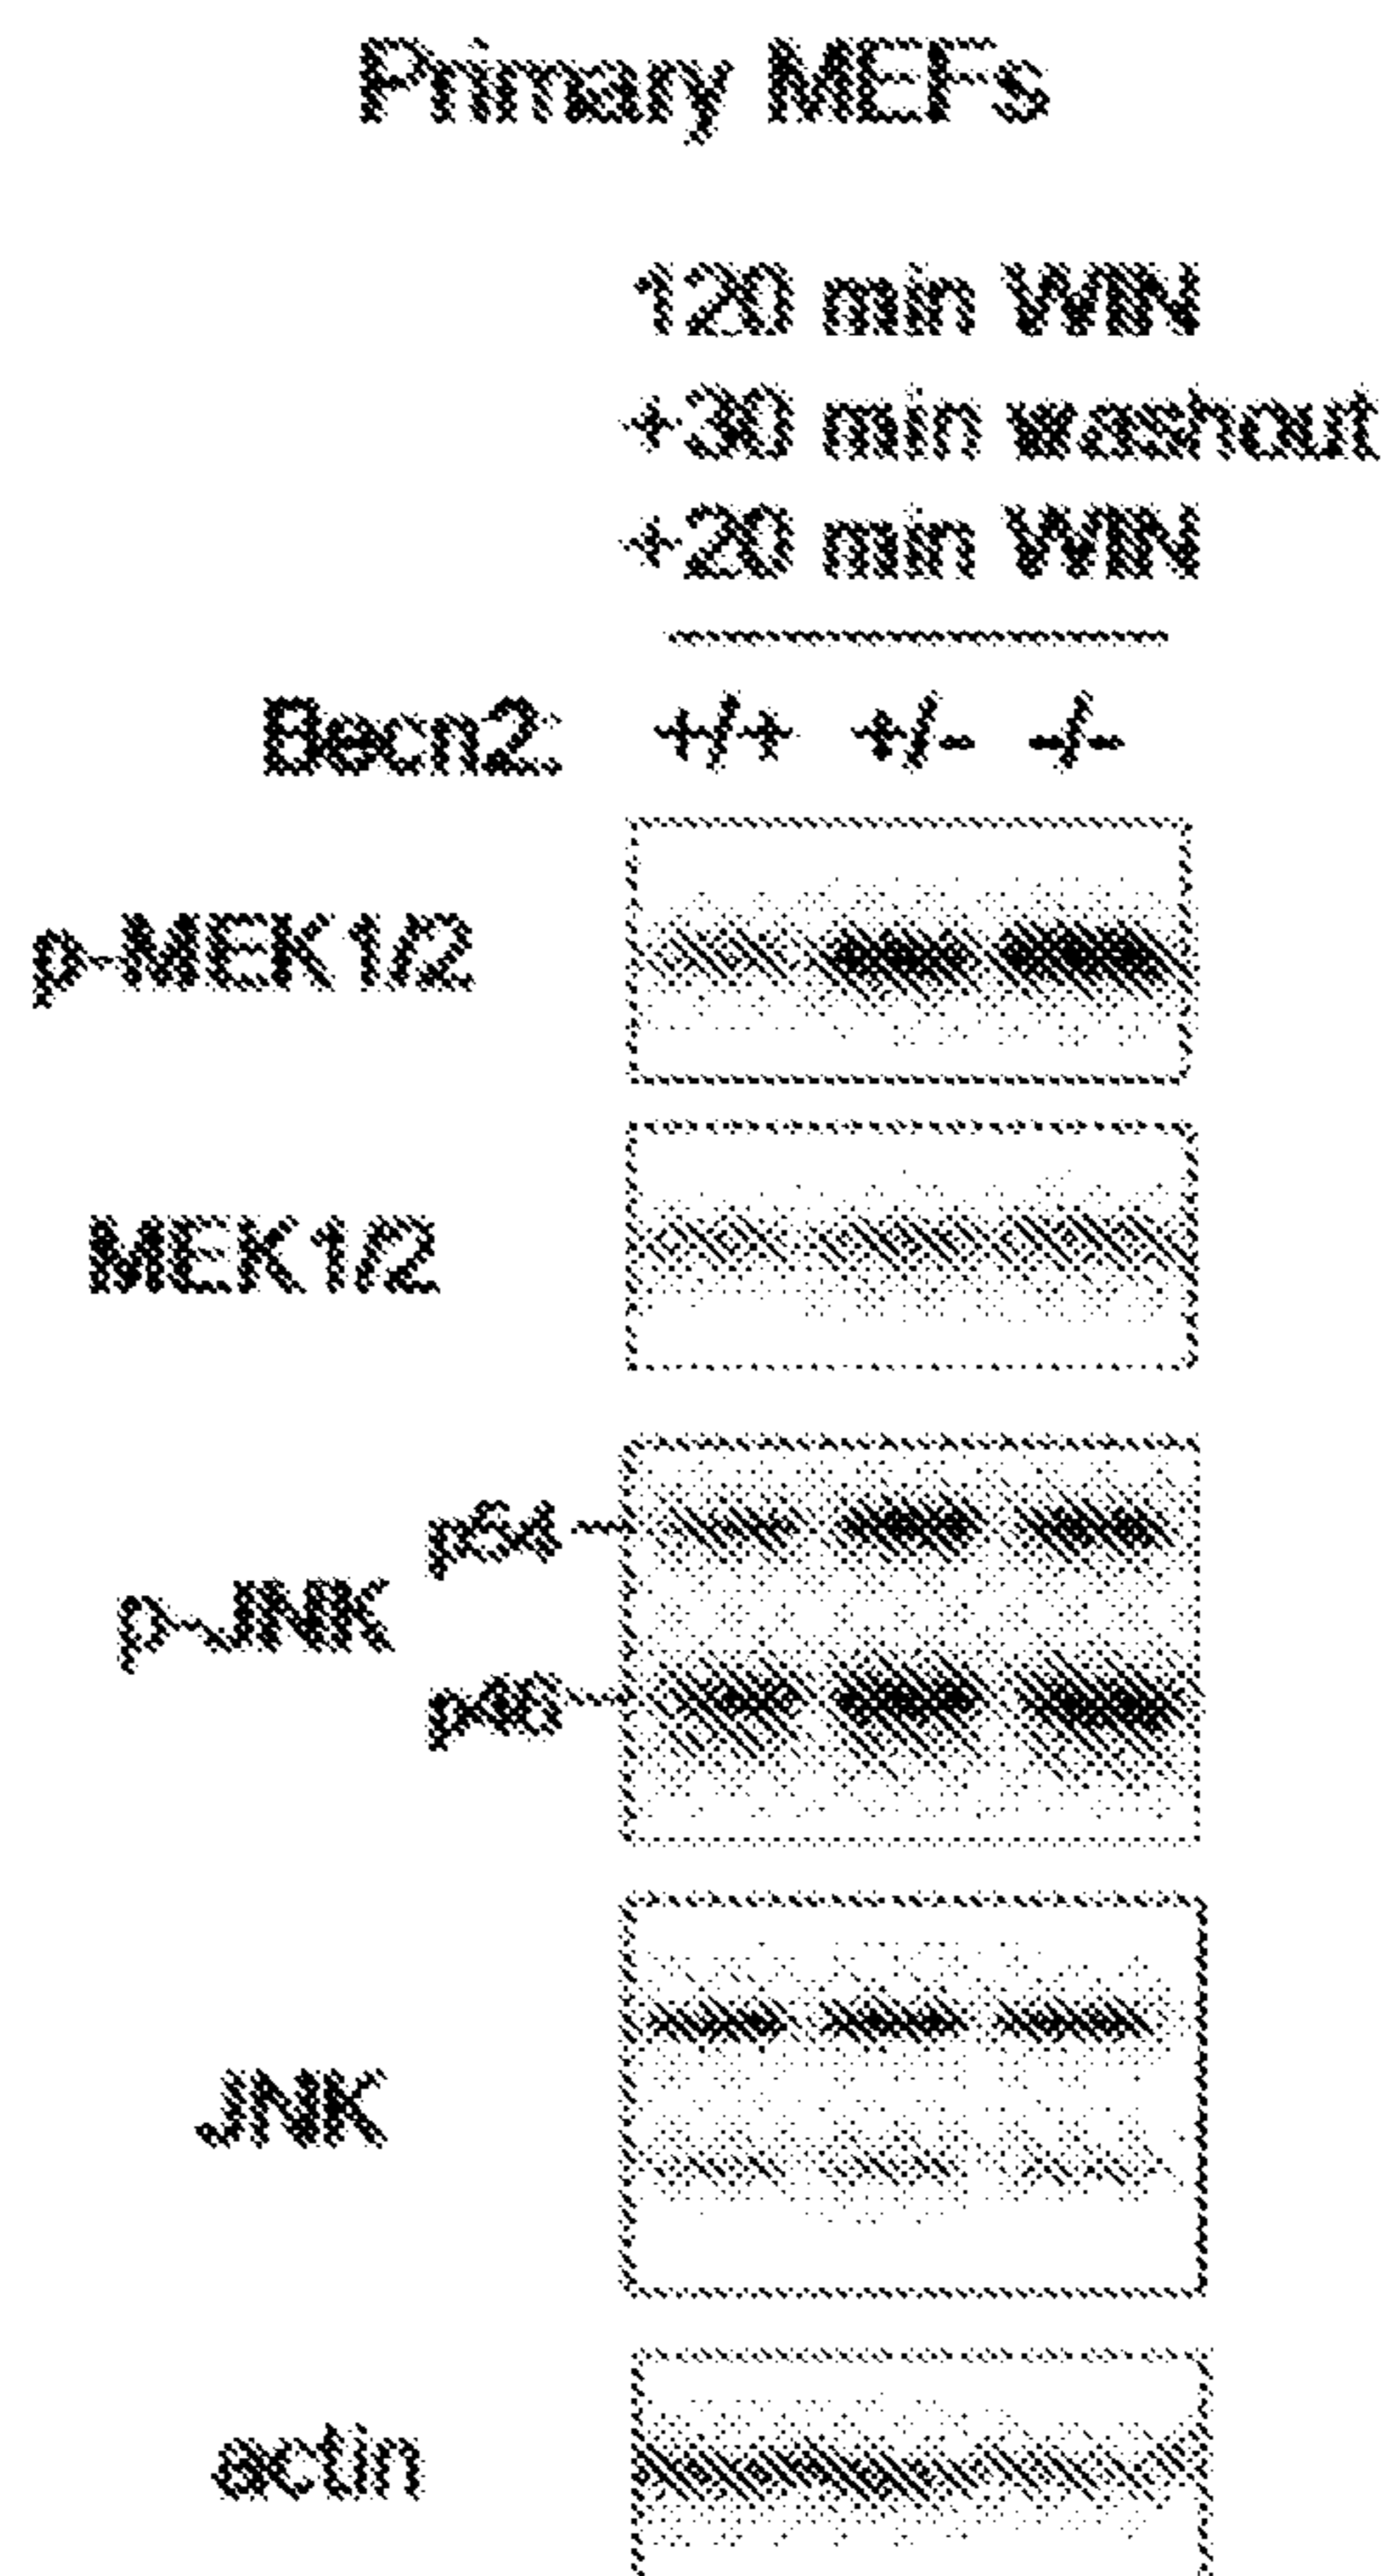 Primary MEFs
120 min WIN
+30 min washout
+20 min WIN
Becn2: +/+ +/- -/-
p-MEK1/2
MEK1/2
p54
p-JNK
p46
JNK
actin